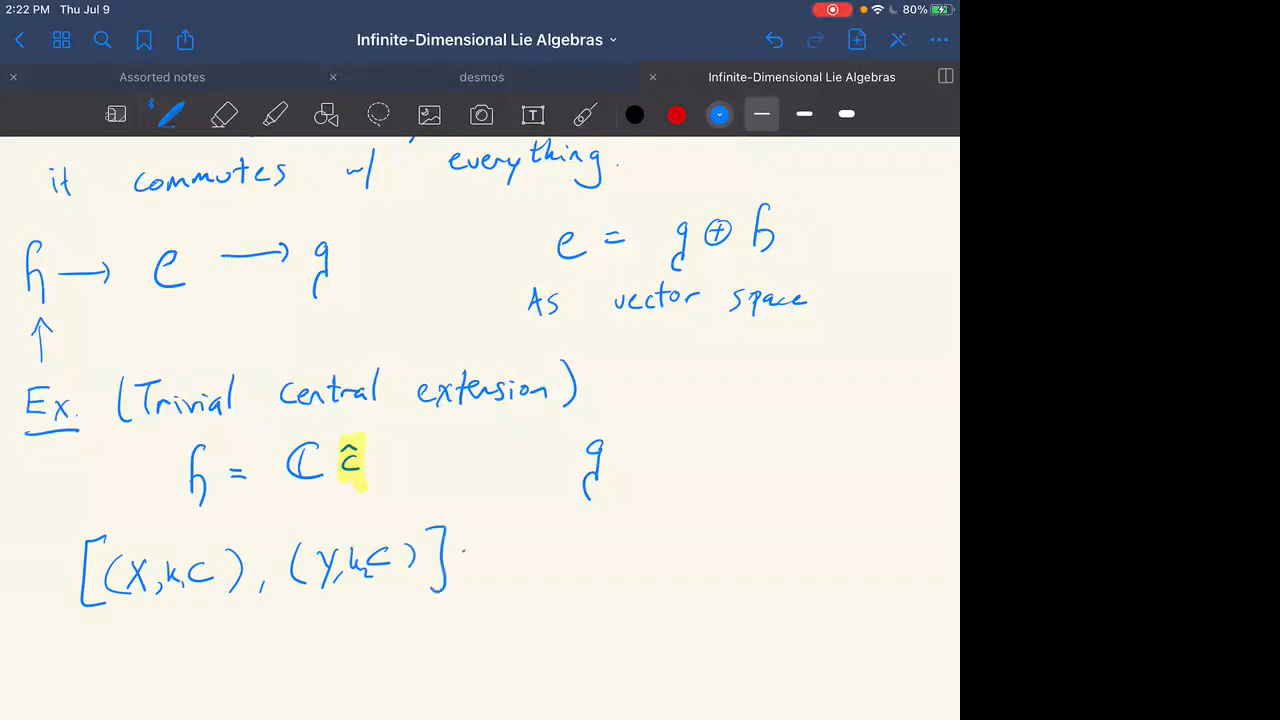 2:22 PM Thu Jul 9
80%
Infinite-Dimensional Lie Algebras
Assorted notes
desmos
Infinite-Dimensional Lie Algebras
it commutes w/ everything.
h → e → g
e = g ⊕ h
As vector space
Ex. (Trivial central extension)
h = ℂ ĉ g
[(X, k₁C), (Y, k₂C)]